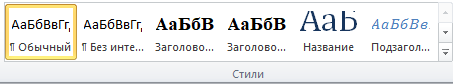 АаБбВвГг, АаБбВвГг, АаБбВ АаБбВ АаБ АаБбВв.
¶ Обычный ¶ Без инте... Заголово... Заголово... Название Подзагол...
Стили